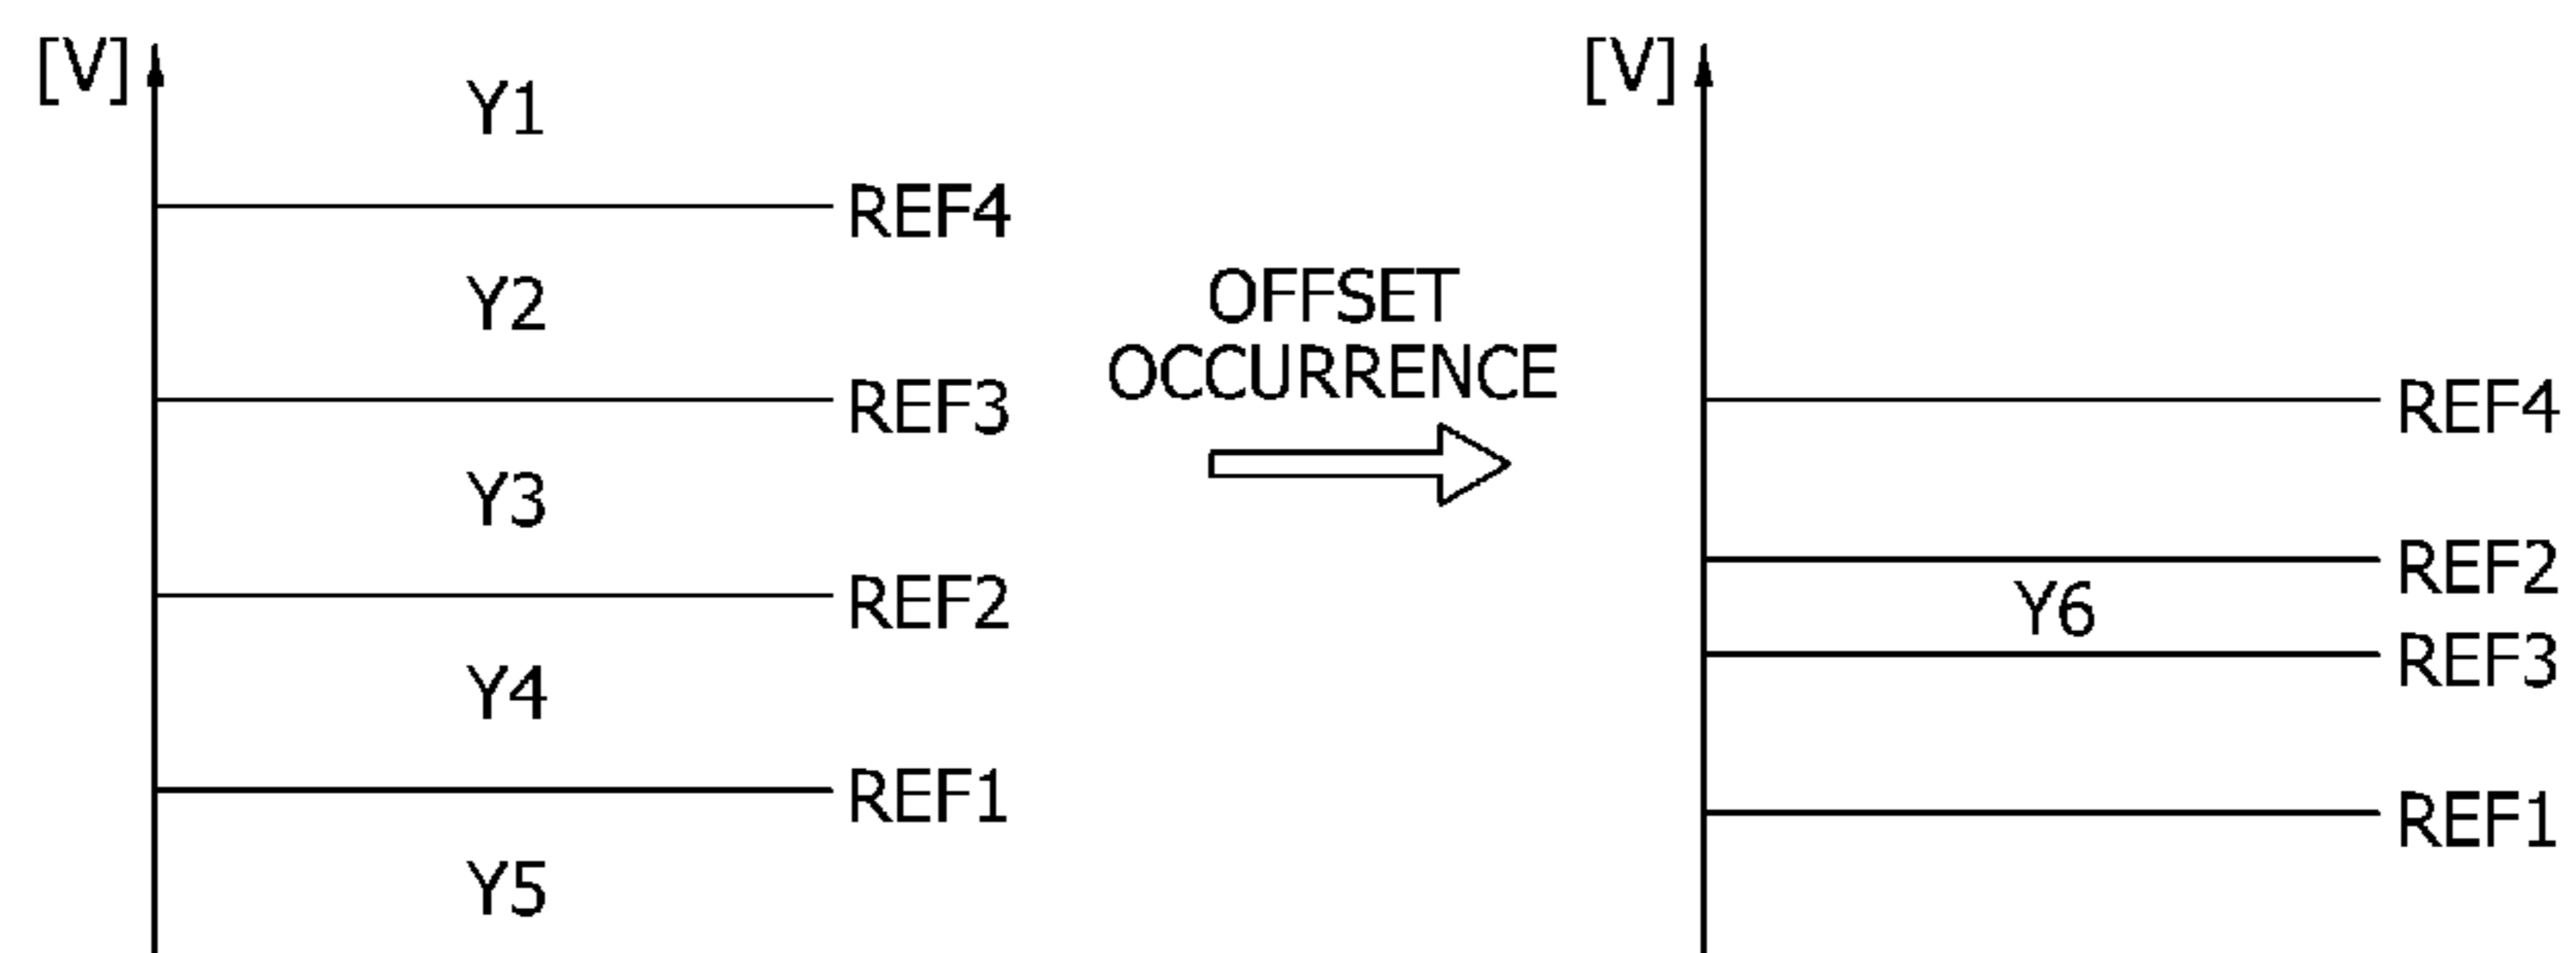 [V]
Y1
REF4
Y2
REF3
Y3
REF2
Y4
REF1
Y5
OFFSET
OCCURRENCE
[V]
REF4
REF2
Y6
REF3
REF1